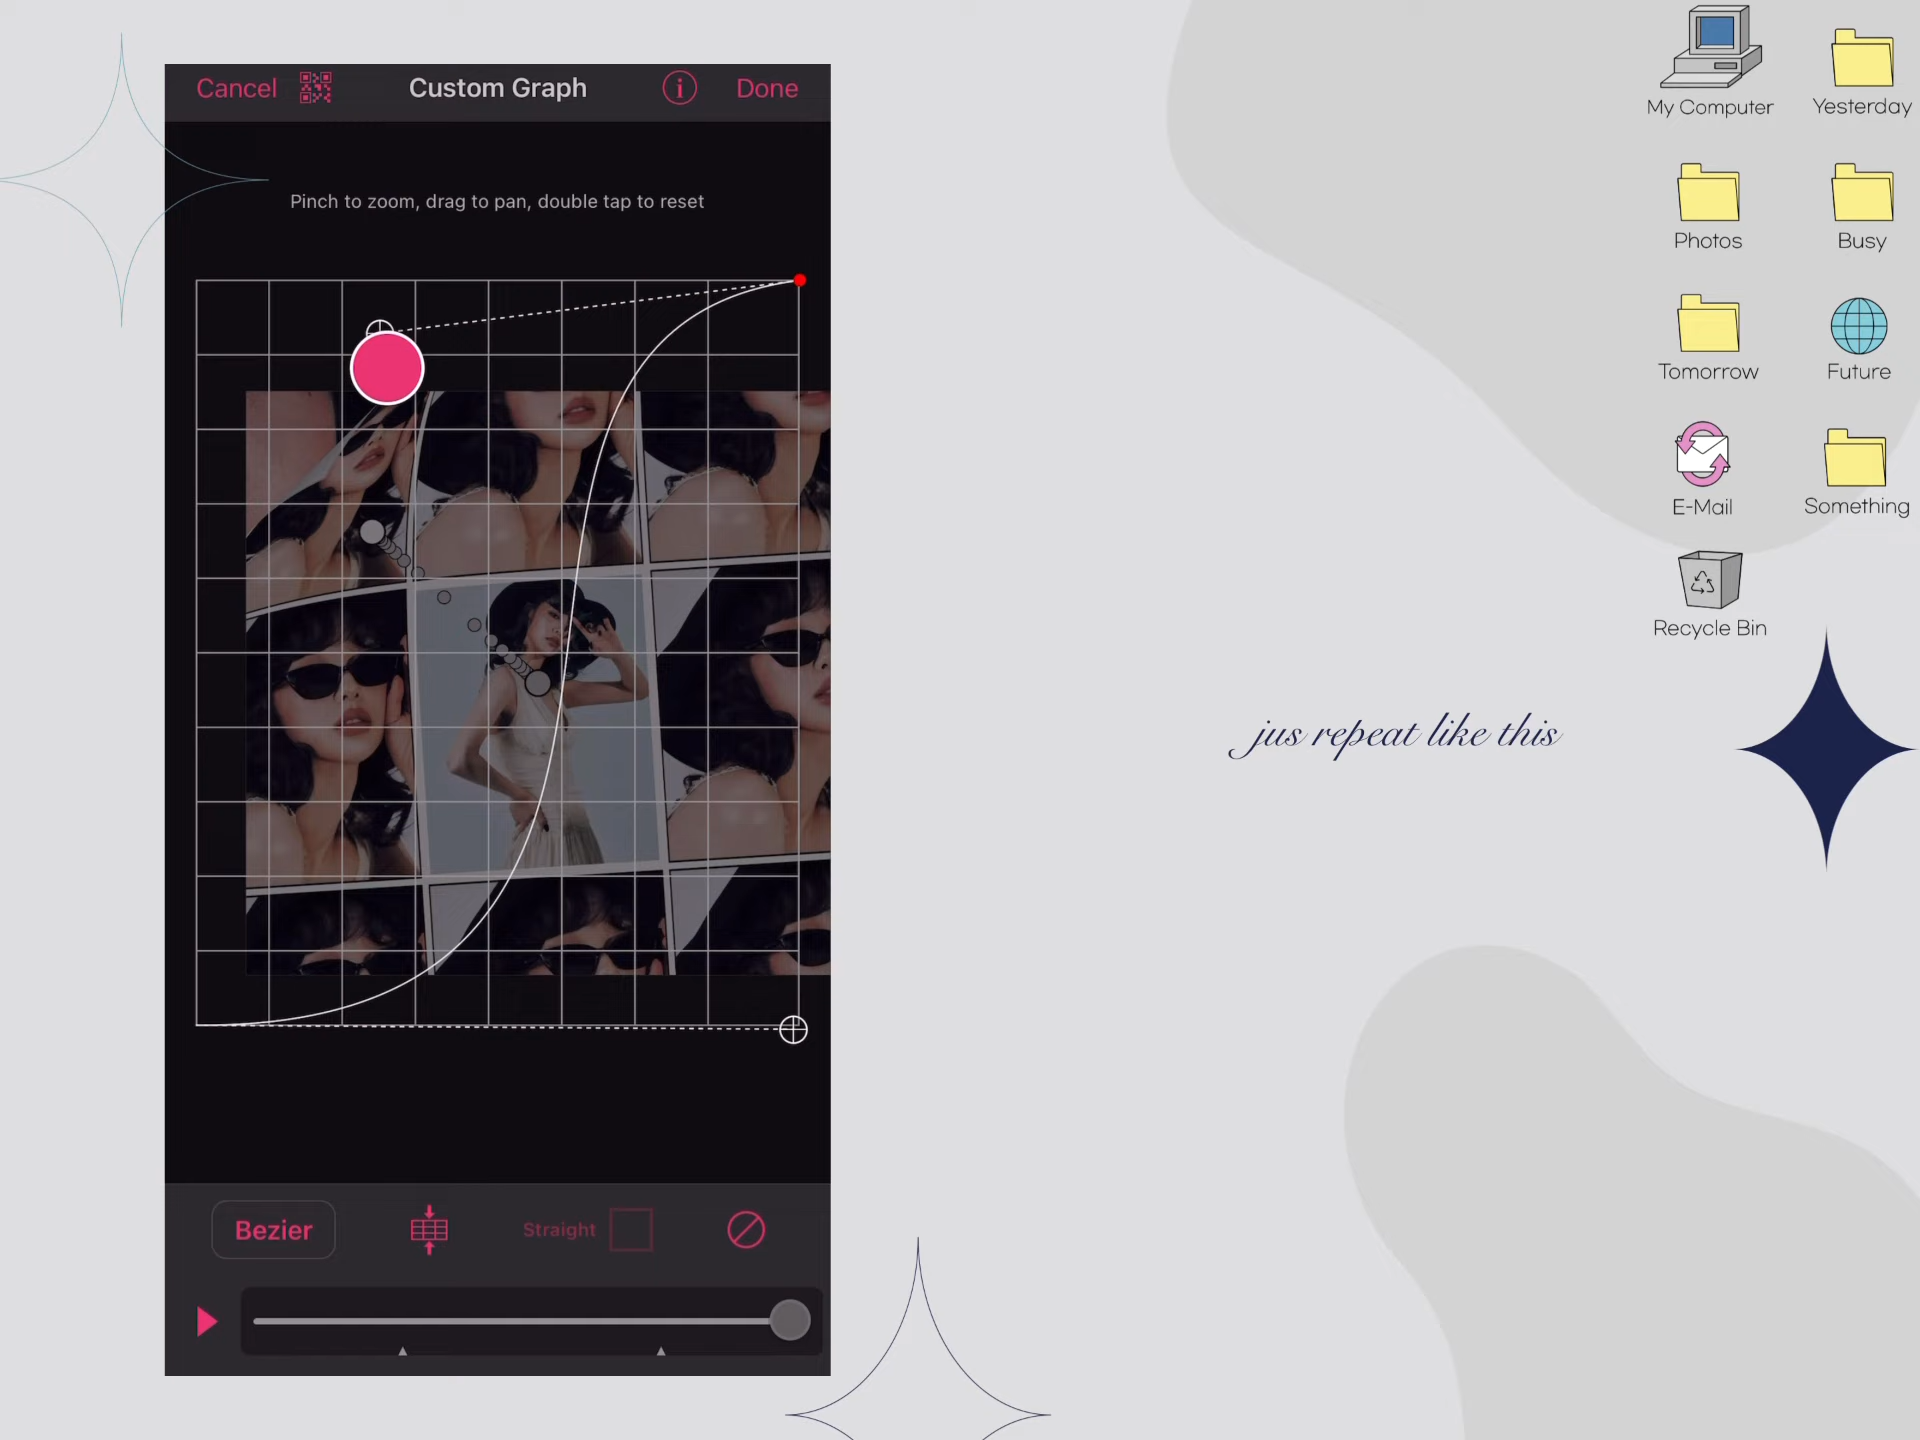 Cancel
Custom Graph
Done
Pinch to zoom, drag to pan, double tap to reset
Bezier
Straight
My Computer
Yesterday
Photos
Busy
Tomorrow
Future
E-Mail
Something
Recycle Bin
jus repeat like this